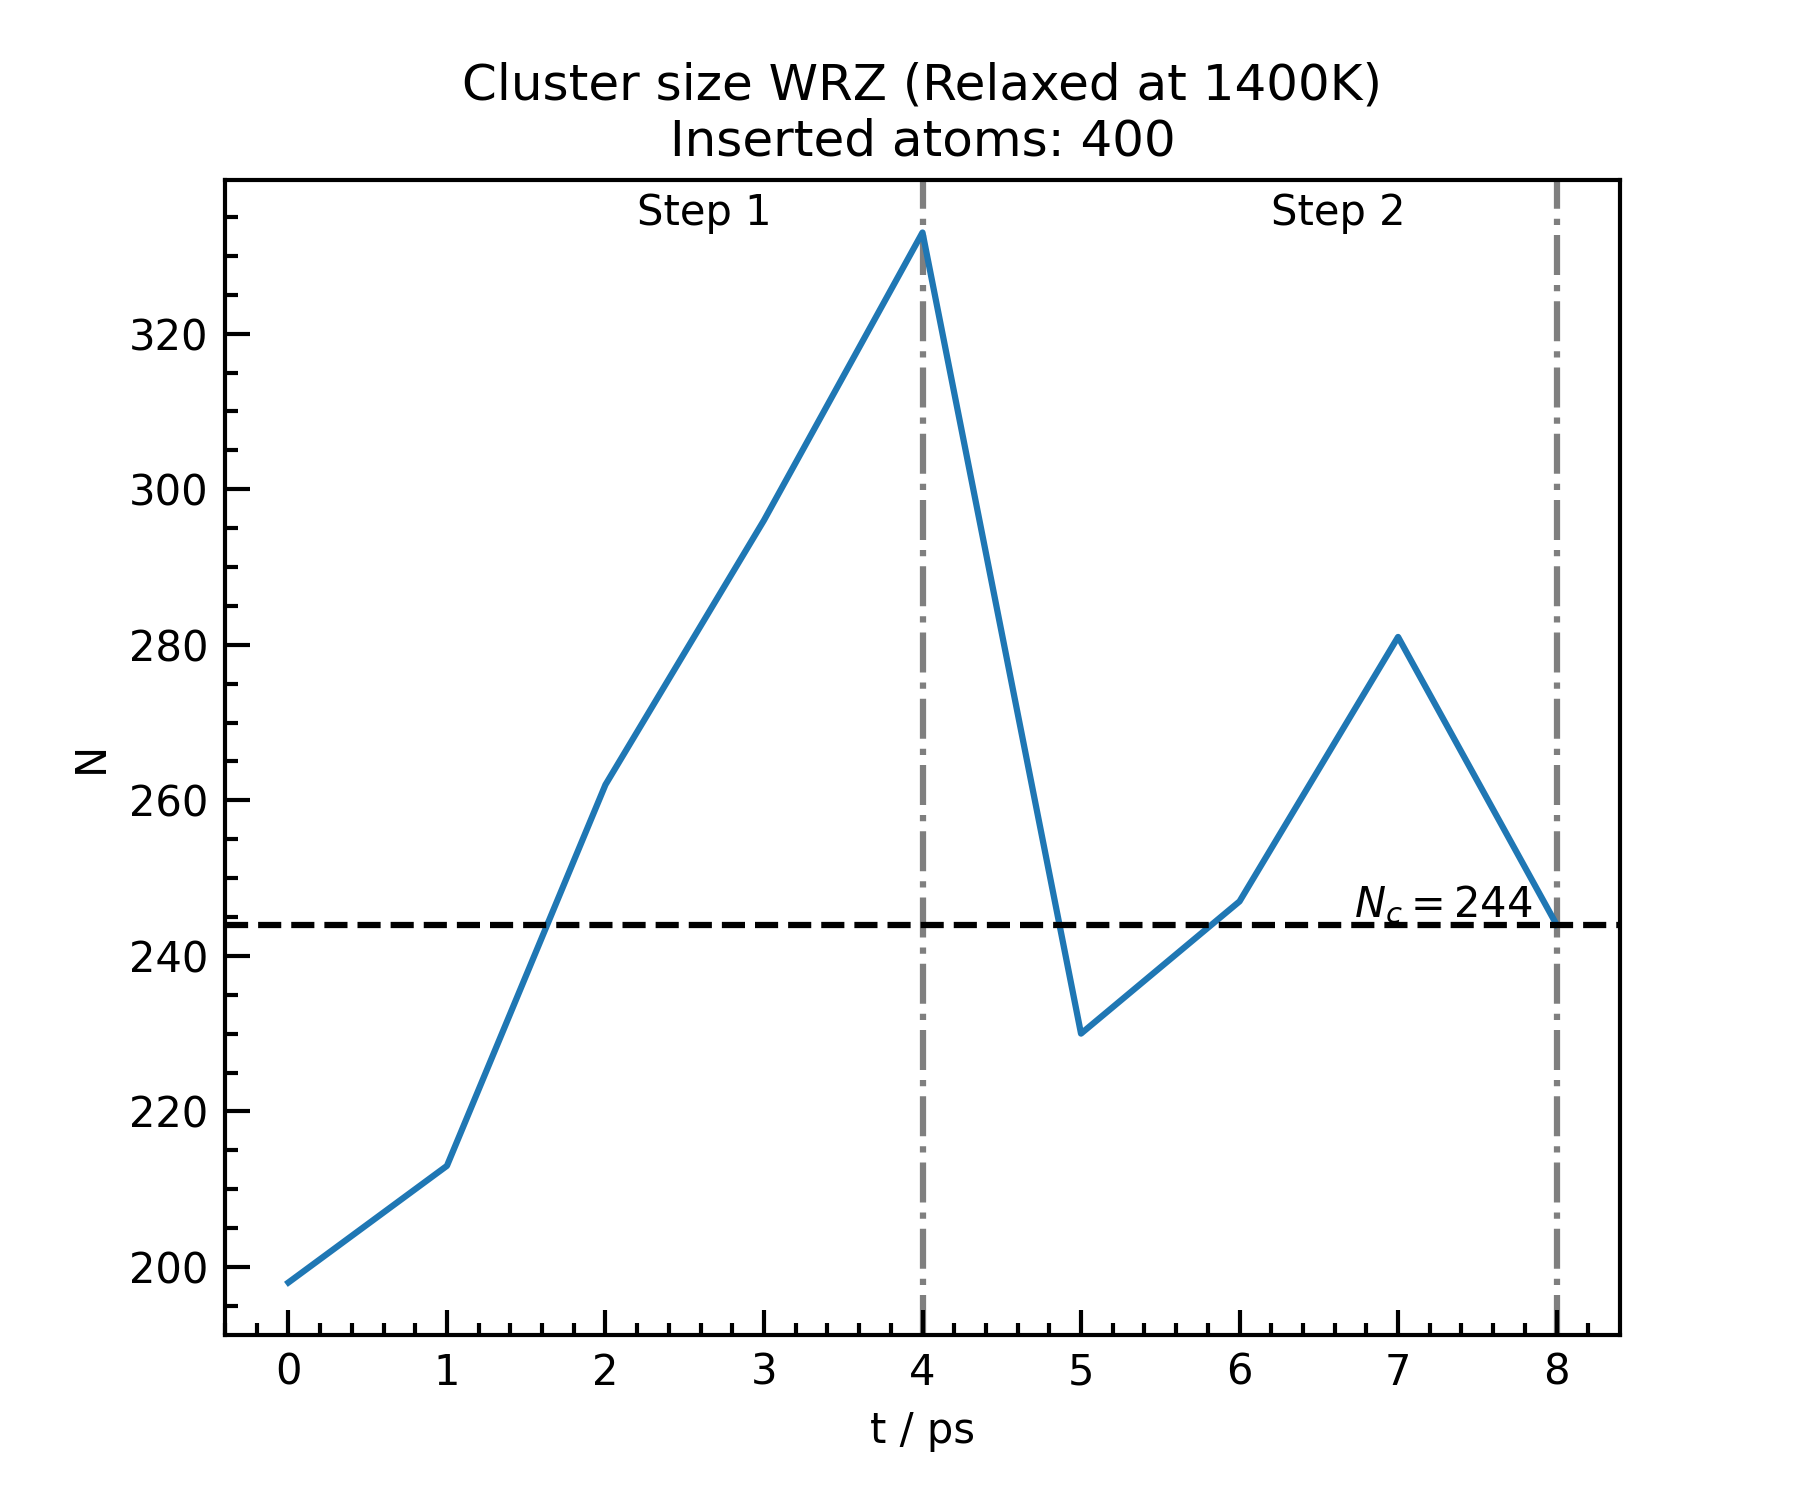 Cluster size WRZ (Relaxed at 1400K)
Inserted atoms: 400
Step 1
Step 2
320
300
280
260
240
220
200
N
N_c = 244
0 1 2 3 4 5 6 7 8
t / ps